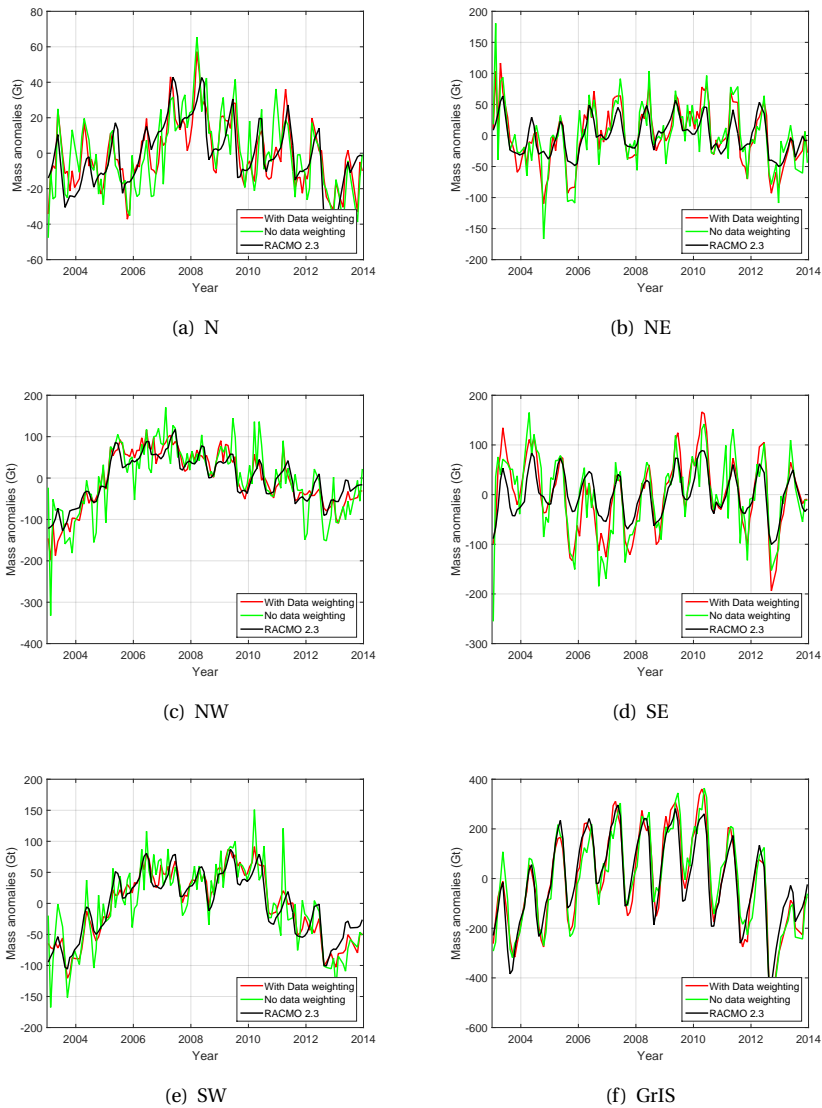 80
60
40
20
0
-20
-40
-60
Mass anomalies (Gt)
2004 2006 2008 2010 2012 2014
Year
With Data weighting
No data weighting
RACMO 2.3
(a) N
200
150
100
50
0
-50
-100
-150
-200
Mass anomalies (Gt)
2004 2006 2008 2010 2012 2014
Year
With Data weighting
No data weighting
RACMO 2.3
(b) NE
200
100
0
-100
-200
-300
-400
Mass anomalies (Gt)
2004 2006 2008 2010 2012 2014
Year
With Data weighting
No data weighting
RACMO 2.3
(c) NW
200
100
0
-100
-200
-300
Mass anomalies (Gt)
2004 2006 2008 2010 2012 2014
Year
With Data weighting
No data weighting
RACMO 2.3
(d) SE
200
150
100
50
0
-50
-100
-150
-200
Mass anomalies (Gt)
2004 2006 2008 2010 2012 2014
Year
With Data weighting
No data weighting
RACMO 2.3
(e) SW
400
200
0
-200
-400
-600
Mass anomalies (Gt)
2004 2006 2008 2010 2012 2014
Year
With Data weighting
No data weighting
RACMO 2.3
(f) GrIS